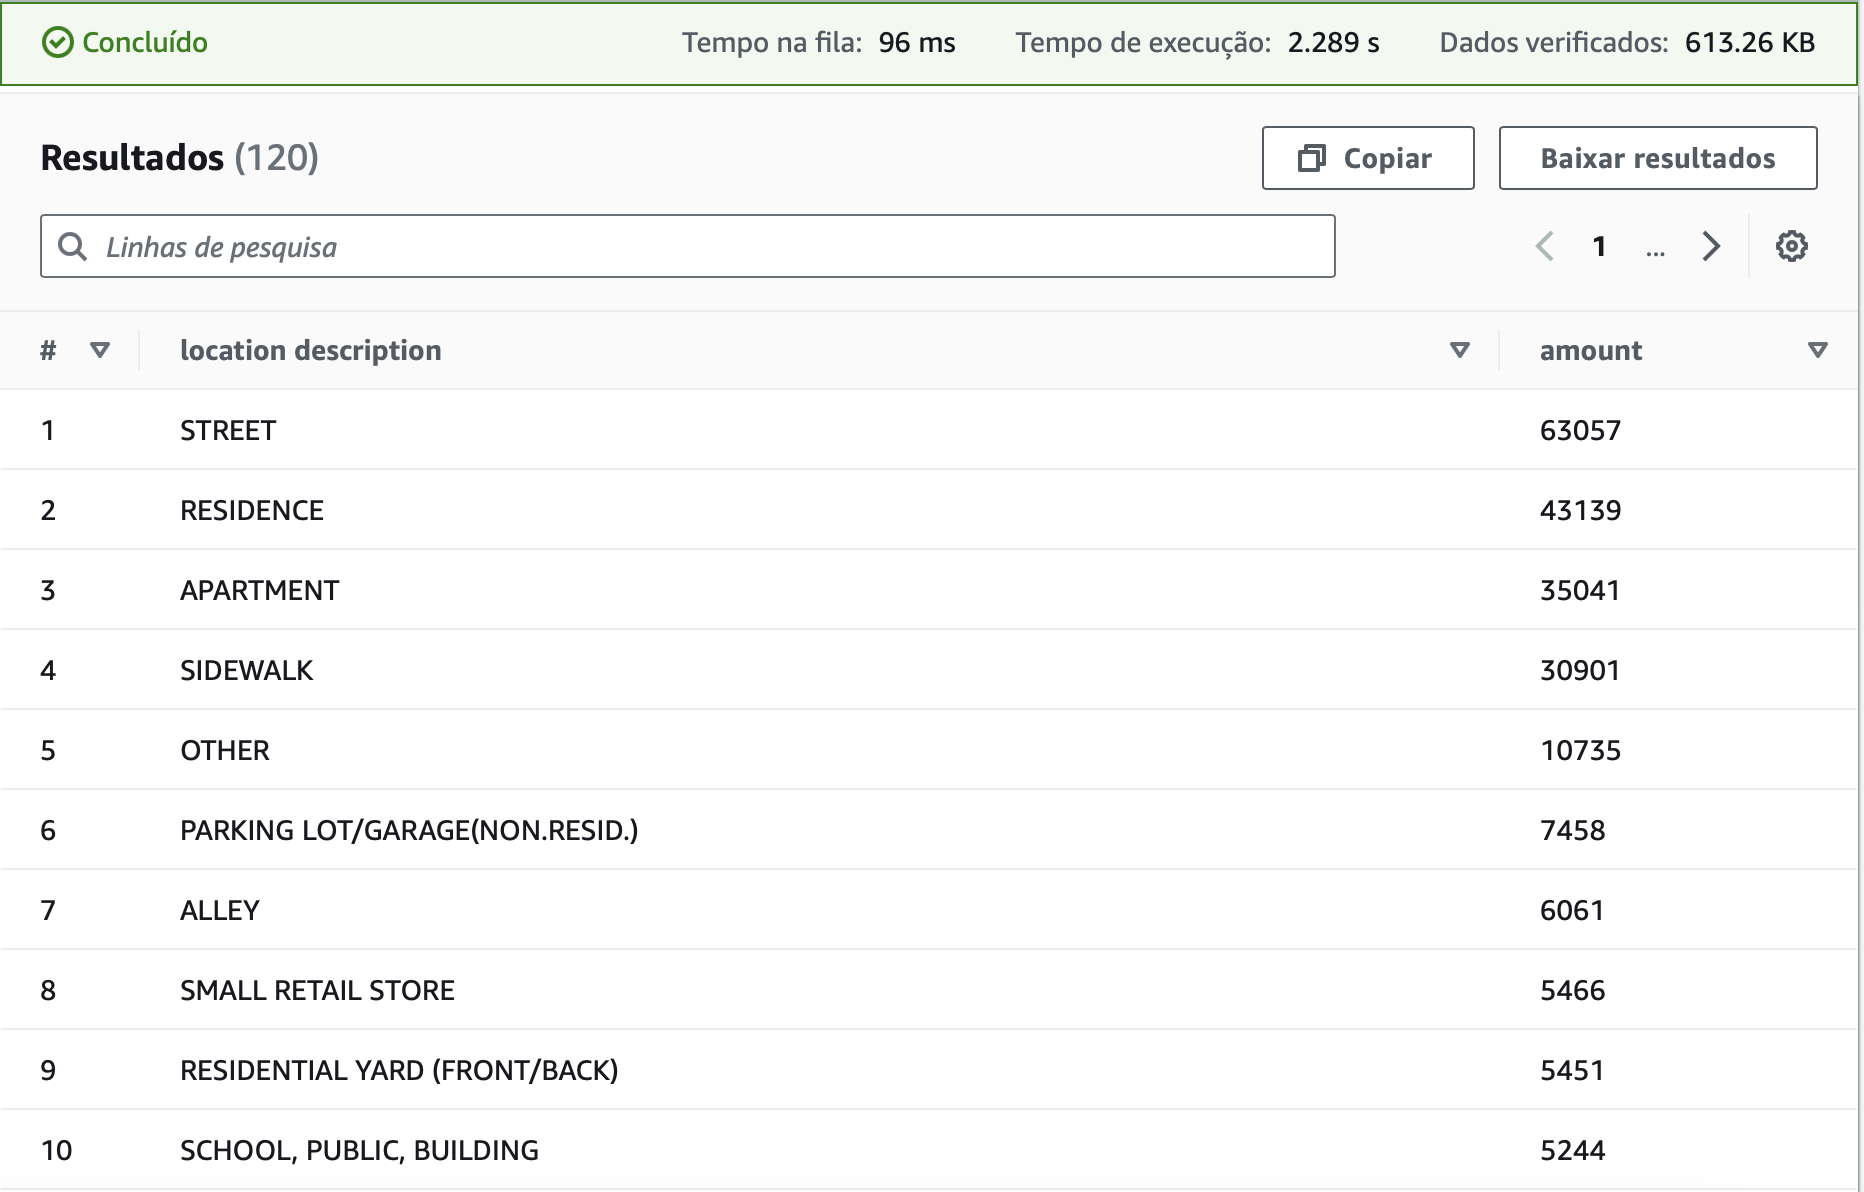 Concluído Tempo na fila: 96 ms Tempo de execução: 2.289 s Dados verificados: 613.26 KB
Resultados (120) Copiar Baixar resultados
Linhas de pesquisa 1 ...
# location description amount
1 STREET 63057
2 RESIDENCE 43139
3 APARTMENT 35041
4 SIDEWALK 30901
5 OTHER 10735
6 PARKING LOT/GARAGE(NON.RESID.) 7458
7 ALLEY 6061
8 SMALL RETAIL STORE 5466
9 RESIDENTIAL YARD (FRONT/BACK) 5451
10 SCHOOL, PUBLIC, BUILDING 5244